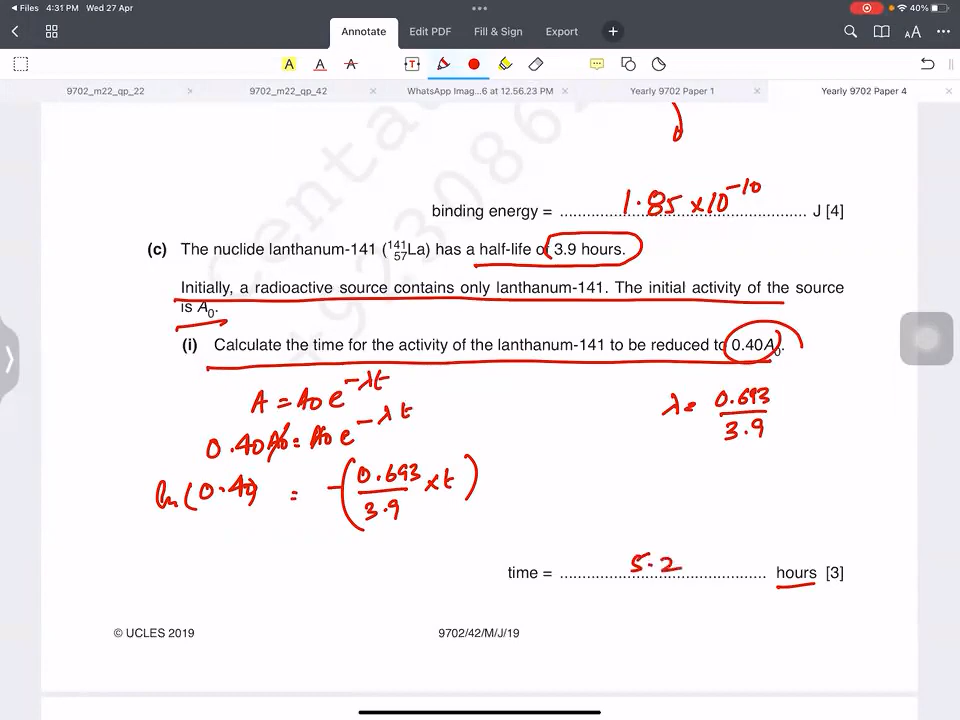 Files 4:31 PM Wed 27 Apr 40%
Annotate Edit PDF Fill & Sign Export
9702_m22_qp_22 9702_m22_qp_42 WhatsApp Imag...6 at 12.56.23 PM Yearly 9702 Paper 1 Yearly 9702 Paper 4
binding energy = 1.85 ×10⁻¹⁰ J [4]
(c) The nuclide lanthanum-141 (¹⁴¹₅₇La) has a half-life of 3.9 hours.
Initially, a radioactive source contains only lanthanum-141. The initial activity of the source
is A₀.
(i) Calculate the time for the activity of the lanthanum-141 to be reduced to 0.40A₀.
A = A₀ e^-λt
λ = 0.693/3.9
0.40A₀ = A₀ e^-λt
ln(0.40) = -(0.693/3.9 × t)
time = 5.2 hours [3]
© UCLES 2019 9702/42/M/J/19